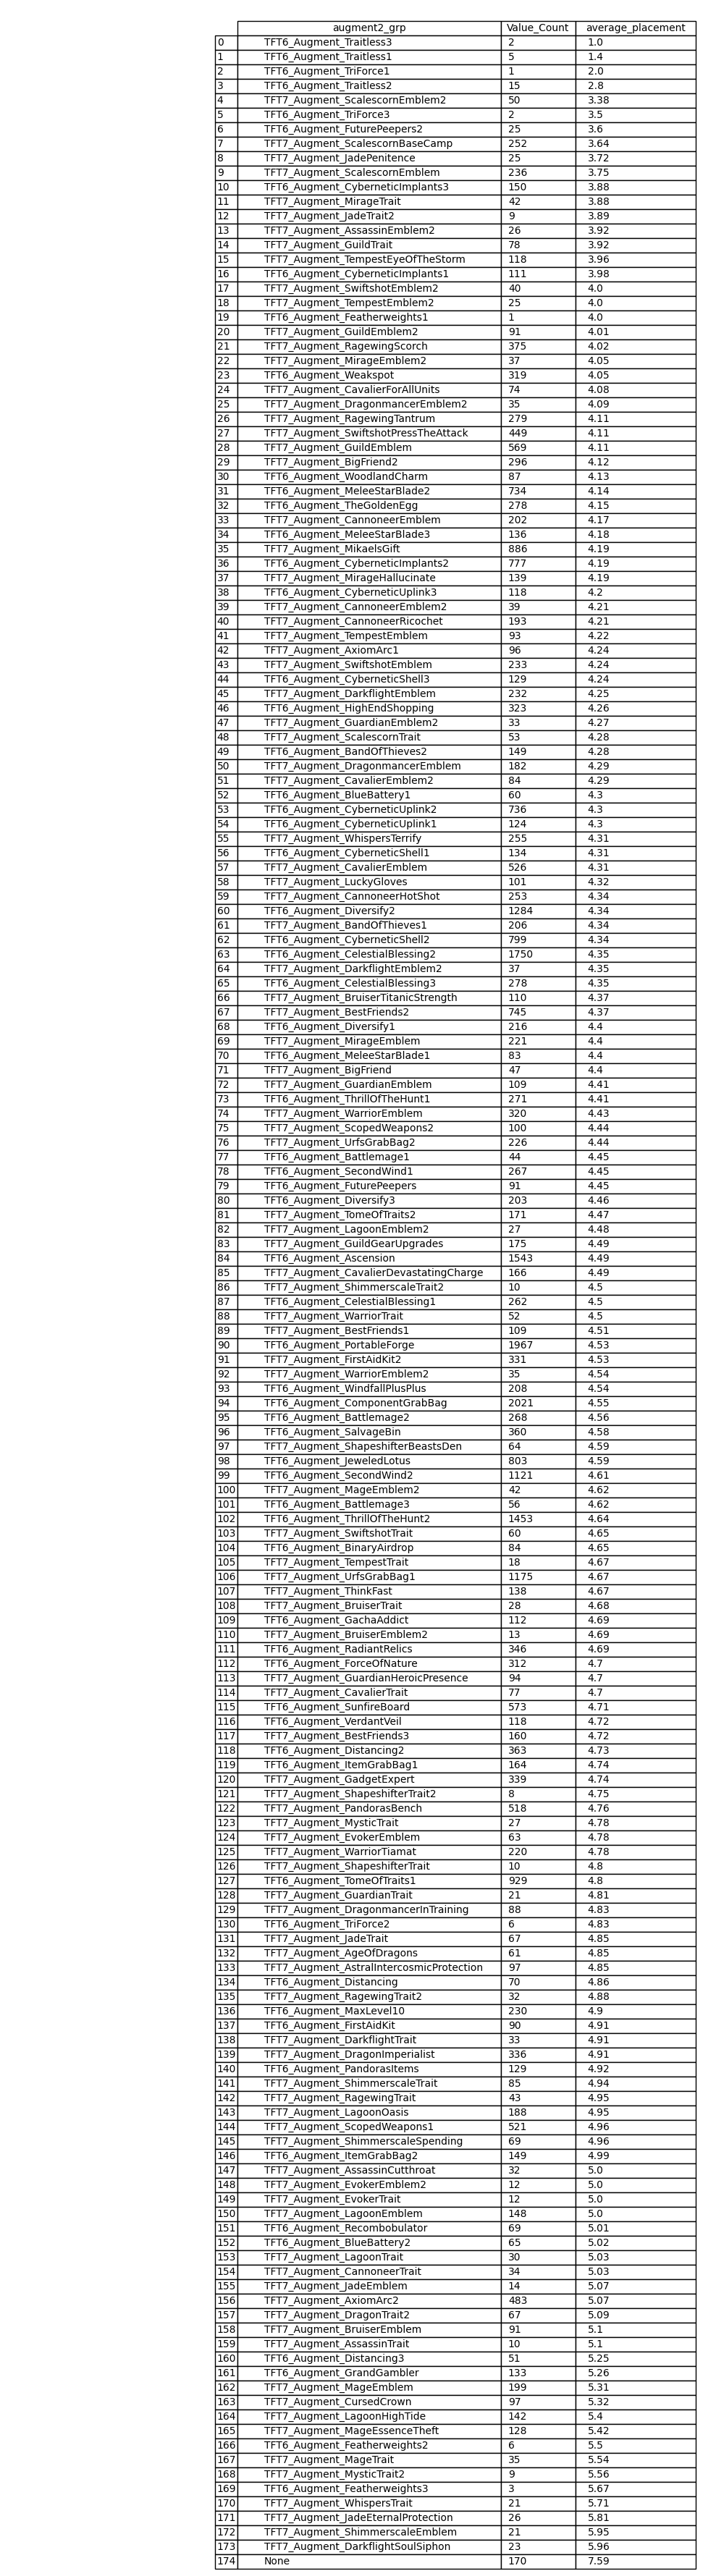 augment2_grp Value_Count average_placement
0 TFT6_Augment_Traitless3 2 1.0
1 TFT6_Augment_Traitless1 5 1.4
2 TFT6_Augment_TriForce1 1 2.0
3 TFT6_Augment_Traitless2 15 2.8
4 TFT7_Augment_ScalescornEmblem2 50 3.38
5 TFT6_Augment_TriForce3 2 3.5
6 TFT6_Augment_FuturePeepers2 25 3.6
7 TFT7_Augment_ScalescornBaseCamp 252 3.64
8 TFT7_Augment_JadePenitence 25 3.72
9 TFT7_Augment_ScalescornEmblem 236 3.75
10 TFT6_Augment_CyberneticImplants3 150 3.88
11 TFT7_Augment_MirageTrait 42 3.88
12 TFT7_Augment_JadeTrait2 9 3.89
13 TFT7_Augment_AssassinEmblem2 26 3.92
14 TFT7_Augment_GuildTrait 78 3.92
15 TFT7_Augment_TempestEyeOfTheStorm 118 3.96
16 TFT6_Augment_CyberneticImplants1 111 3.98
17 TFT7_Augment_SwiftshotEmblem2 40 4.0
18 TFT7_Augment_TempestEmblem2 25 4.0
19 TFT6_Augment_Featherweights1 1 4.0
20 TFT7_Augment_GuildEmblem2 91 4.01
21 TFT7_Augment_RagewingScorch 375 4.02
22 TFT7_Augment_MirageEmblem2 37 4.05
23 TFT6_Augment_Weakspot 319 4.05
24 TFT7_Augment_CavalierForAllUnits 74 4.08
25 TFT7_Augment_DragonmancerEmblem2 35 4.09
26 TFT7_Augment_RagewingTantrum 279 4.11
27 TFT7_Augment_SwiftshotPressTheAttack 449 4.11
28 TFT7_Augment_GuildEmblem 569 4.11
29 TFT7_Augment_BigFriend2 296 4.12
30 TFT6_Augment_WoodlandCharm 87 4.13
31 TFT6_Augment_MeleeStarBlade2 734 4.14
32 TFT6_Augment_TheGoldenEgg 278 4.15
33 TFT7_Augment_CannoneerEmblem 202 4.17
34 TFT6_Augment_MeleeStarBlade3 136 4.18
35 TFT7_Augment_MikaelsGift 886 4.19
36 TFT6_Augment_CyberneticImplants2 777 4.19
37 TFT7_Augment_MirageHallucinate 139 4.19
38 TFT6_Augment_CyberneticUplink3 118 4.2
39 TFT7_Augment_CannoneerEmblem2 39 4.21
40 TFT7_Augment_CannoneerRicochet 193 4.21
41 TFT7_Augment_TempestEmblem 93 4.22
42 TFT7_Augment_AxiomArc1 96 4.24
43 TFT7_Augment_SwiftshotEmblem 233 4.24
44 TFT6_Augment_CyberneticShell3 129 4.24
45 TFT7_Augment_DarkflightEmblem 232 4.25
46 TFT6_Augment_HighEndShopping 323 4.26
47 TFT7_Augment_GuardianEmblem2 33 4.27
48 TFT7_Augment_ScalescornTrait 53 4.28
49 TFT6_Augment_BandOfThieves2 149 4.28
50 TFT7_Augment_DragonmancerEmblem 182 4.29
51 TFT7_Augment_CavalierEmblem2 84 4.29
52 TFT6_Augment_BlueBattery1 60 4.3
53 TFT6_Augment_CyberneticUplink2 736 4.3
54 TFT6_Augment_CyberneticUplink1 124 4.3
55 TFT7_Augment_WhispersTerrify 255 4.31
56 TFT6_Augment_CyberneticShell1 134 4.31
57 TFT7_Augment_CavalierEmblem 526 4.31
58 TFT7_Augment_LuckyGloves 101 4.32
59 TFT7_Augment_CannoneerHotShot 253 4.34
60 TFT6_Augment_Diversify2 1284 4.34
61 TFT7_Augment_BandOfThieves1 206 4.34
62 TFT6_Augment_CyberneticShell2 799 4.34
63 TFT6_Augment_CelestialBlessing2 1750 4.35
64 TFT7_Augment_DarkflightEmblem2 37 4.35
65 TFT6_Augment_CelestialBlessing3 278 4.35
66 TFT7_Augment_BruiserTitanicStrength 110 4.37
67 TFT7_Augment_BestFriends2 745 4.37
68 TFT6_Augment_Diversify1 216 4.4
69 TFT7_Augment_MirageEmblem 221 4.4
70 TFT6_Augment_MeleeStarBlade1 83 4.4
71 TFT7_Augment_BigFriend 47 4.4
72 TFT7_Augment_GuardianEmblem 109 4.41
73 TFT6_Augment_ThrillOfTheHunt1 271 4.41
74 TFT7_Augment_WarriorEmblem 320 4.43
75 TFT7_Augment_ScopedWeapons2 100 4.44
76 TFT7_Augment_UrfsGrabBag2 226 4.44
77 TFT6_Augment_Battlemage1 44 4.45
78 TFT6_Augment_SecondWind1 267 4.45
79 TFT6_Augment_FuturePeepers 91 4.45
80 TFT6_Augment_Diversify3 203 4.46
81 TFT7_Augment_TomeOfTraits2 171 4.47
82 TFT7_Augment_LagoonEmblem2 27 4.48
83 TFT7_Augment_GuildGearUpgrades 175 4.49
84 TFT6_Augment_Ascension 1543 4.49
85 TFT7_Augment_CavalierDevastatingCharge 166 4.49
86 TFT7_Augment_ShimmerscaleTrait2 10 4.5
87 TFT6_Augment_CelestialBlessing1 262 4.5
88 TFT7_Augment_WarriorTrait 52 4.5
89 TFT7_Augment_BestFriends1 109 4.51
90 TFT6_Augment_PortableForge 1967 4.53
91 TFT7_Augment_FirstAidKit2 331 4.53
92 TFT7_Augment_WarriorEmblem2 35 4.54
93 TFT6_Augment_WindfallPlusPlus 208 4.54
94 TFT6_Augment_ComponentGrabBag 2021 4.55
95 TFT6_Augment_Battlemage2 268 4.56
96 TFT6_Augment_SalvageBin 360 4.58
97 TFT7_Augment_ShapeshifterBeastsDen 64 4.59
98 TFT6_Augment_JeweledLotus 803 4.59
99 TFT6_Augment_SecondWind2 1121 4.61
100 TFT7_Augment_MageEmblem2 42 4.62
101 TFT6_Augment_Battlemage3 56 4.62
102 TFT6_Augment_ThrillOfTheHunt2 1453 4.64
103 TFT7_Augment_SwiftshotTrait 60 4.65
104 TFT6_Augment_BinaryAirdrop 84 4.65
105 TFT7_Augment_TempestTrait 18 4.67
106 TFT7_Augment_UrfsGrabBag1 1175 4.67
107 TFT7_Augment_ThinkFast 138 4.67
108 TFT7_Augment_BruiserTrait 28 4.68
109 TFT6_Augment_GachaAddict 112 4.69
110 TFT7_Augment_BruiserEmblem2 13 4.69
111 TFT6_Augment_RadiantRelics 346 4.69
112 TFT6_Augment_ForceOfNature 312 4.7
113 TFT7_Augment_GuardianHeroicPresence 94 4.7
114 TFT7_Augment_CavalierTrait 77 4.7
115 TFT6_Augment_SunfireBoard 573 4.71
116 TFT6_Augment_VerdantVeil 118 4.72
117 TFT7_Augment_BestFriends3 160 4.72
118 TFT6_Augment_Distancing2 363 4.73
119 TFT6_Augment_ItemGrabBag1 164 4.74
120 TFT7_Augment_GadgetExpert 339 4.74
121 TFT7_Augment_ShapeshifterTrait2 8 4.75
122 TFT7_Augment_PandorasBench 518 4.76
123 TFT7_Augment_MysticTrait 27 4.78
124 TFT7_Augment_EvokerEmblem 63 4.78
125 TFT7_Augment_WarriorTiamat 220 4.78
126 TFT7_Augment_ShapeshifterTrait 10 4.8
127 TFT6_Augment_TomeOfTraits1 929 4.8
128 TFT7_Augment_GuardianTrait 21 4.81
129 TFT7_Augment_DragonmancerInTraining 88 4.83
130 TFT6_Augment_TriForce2 6 4.83
131 TFT7_Augment_JadeTrait 67 4.85
132 TFT7_Augment_AgeOfDragons 61 4.85
133 TFT7_Augment_AstralIntercosmicProtection 97 4.85
134 TFT6_Augment_Distancing 70 4.86
135 TFT7_Augment_RagewingTrait2 32 4.88
136 TFT6_Augment_MaxLevel10 230 4.9
137 TFT6_Augment_FirstAidKit 90 4.91
138 TFT7_Augment_DarkflightTrait 33 4.91
139 TFT7_Augment_DragonImperialist 336 4.91
140 TFT6_Augment_PandorasItems 129 4.92
141 TFT7_Augment_ShimmerscaleTrait 85 4.94
142 TFT7_Augment_RagewingTrait 43 4.95
143 TFT7_Augment_LagoonOasis 188 4.95
144 TFT7_Augment_ScopedWeapons1 521 4.96
145 TFT7_Augment_ShimmerscaleSpending 69 4.96
146 TFT6_Augment_ItemGrabBag2 149 4.99
147 TFT7_Augment_AssassinCutthroat 32 5.0
148 TFT7_Augment_EvokerEmblem2 12 5.0
149 TFT7_Augment_EvokerTrait 12 5.0
150 TFT7_Augment_LagoonEmblem 148 5.0
151 TFT6_Augment_Recombobulator 69 5.01
152 TFT6_Augment_BlueBattery2 65 5.02
153 TFT7_Augment_LagoonTrait 30 5.03
154 TFT7_Augment_CannoneerTrait 34 5.03
155 TFT7_Augment_JadeEmblem 14 5.07
156 TFT7_Augment_AxiomArc2 483 5.07
157 TFT7_Augment_DragonTrait2 67 5.09
158 TFT7_Augment_BruiserEmblem 91 5.1
159 TFT7_Augment_AssassinTrait 10 5.1
160 TFT6_Augment_Distancing3 51 5.25
161 TFT6_Augment_GrandGambler 133 5.26
162 TFT7_Augment_MageEmblem 199 5.31
163 TFT7_Augment_CursedCrown 97 5.32
164 TFT7_Augment_LagoonHighTide 142 5.4
165 TFT7_Augment_MageEssenceTheft 128 5.42
166 TFT6_Augment_Featherweights2 6 5.5
167 TFT7_Augment_MageTrait 35 5.54
168 TFT7_Augment_MysticTrait2 9 5.56
169 TFT6_Augment_Featherweights3 3 5.67
170 TFT7_Augment_WhispersTrait 21 5.71
171 TFT7_Augment_JadeEternalProtection 26 5.81
172 TFT7_Augment_ShimmerscaleEmblem 21 5.95
173 TFT7_Augment_DarkflightSoulSiphon 23 5.96
174 None 170 7.59